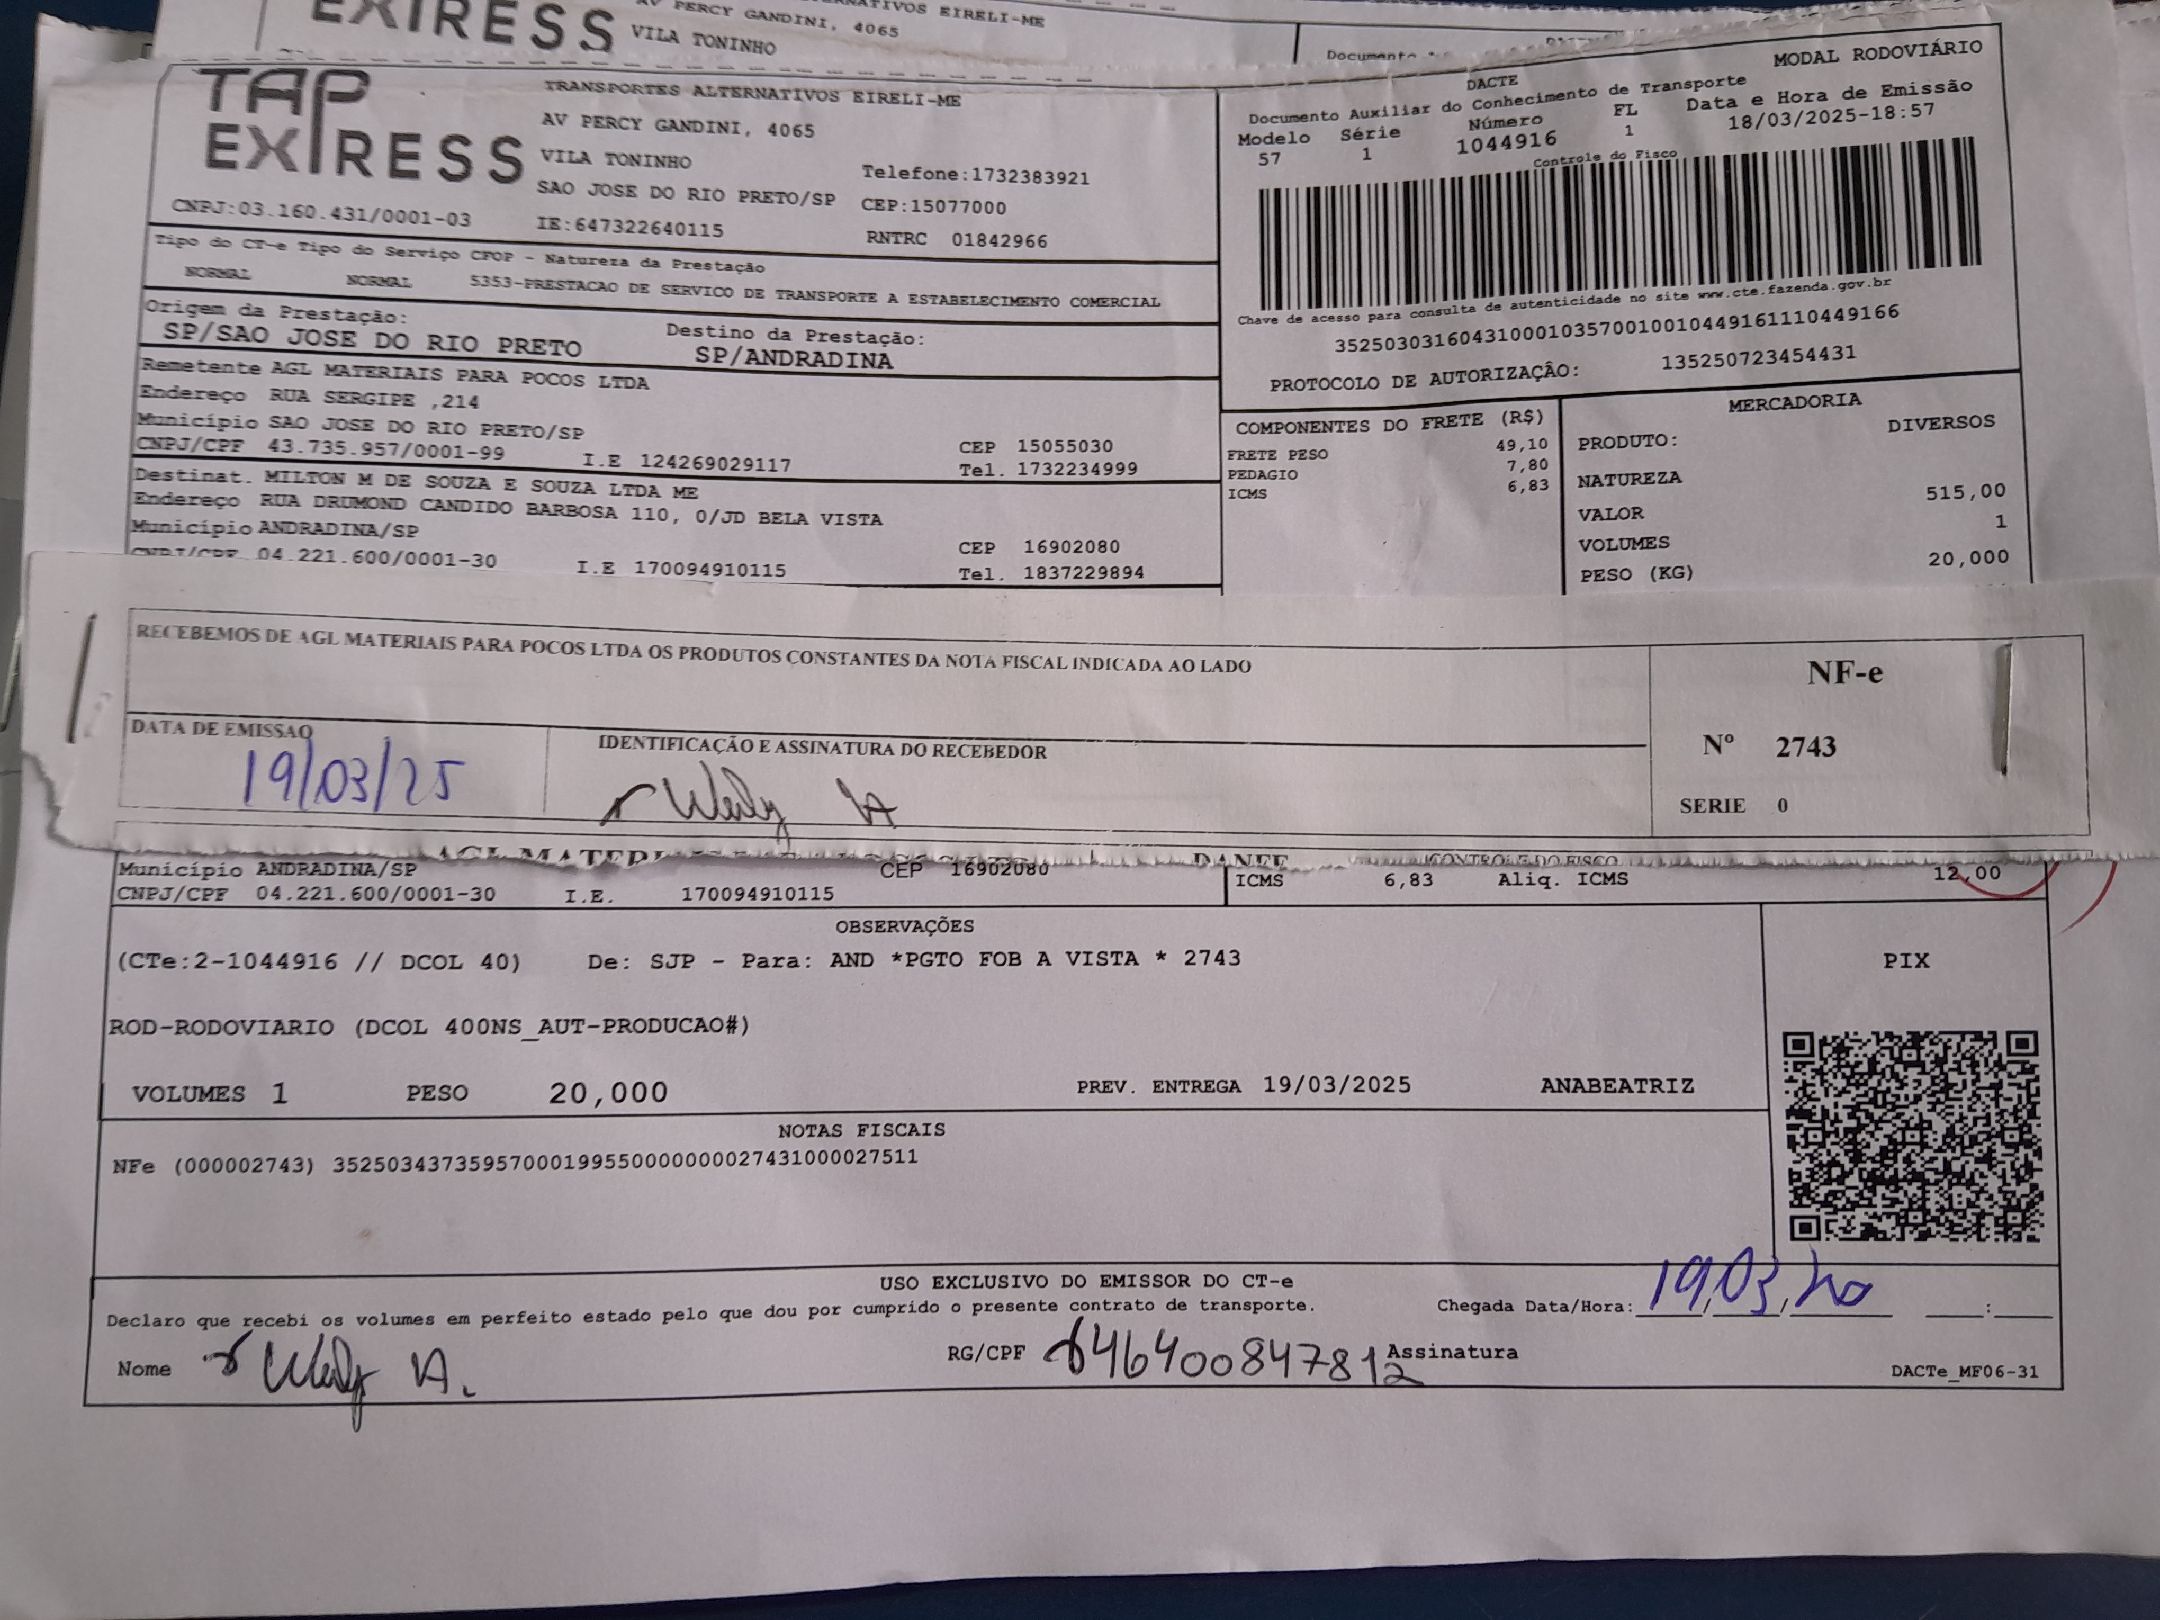 EXPRESS
AV PERCY GANDINI, 4065
VILA TONINHO
EIRELI-ME
TAP EXPRESS
TRANSPORTES ALTERNATIVOS EIRELI-ME
AV PERCY GANDINI, 4065
VILA TONINHO
Telefone:1732383921
SAO JOSE DO RIO PRETO/SP CEP:15077000
CNPJ:03.160.431/0001-03 IE:647322640115 RNTRC 01842966
MODAL RODOVIÁRIO
DACTE
Documento Auxiliar do Conhecimento de Transporte
Modelo Série Número FL Data e Hora de Emissão
57 1 1044916 1 18/03/2025-18:57
Controle do Fisco
Chave de acesso para consulta de autenticidade no site www.cte.fazenda.gov.br
35250303160431000103570010010449161110449166
PROTOCOLO DE AUTORIZAÇÃO: 135250723454431
Tipo do CT-e Tipo do Serviço CFOP - Natureza da Prestação
NORMAL NORMAL 5353-PRESTACAO DE SERVICO DE TRANSPORTE A ESTABELECIMENTO COMERCIAL
Origem da Prestação: Destino da Prestação:
SP/SAO JOSE DO RIO PRETO SP/ANDRADINA
Remetente AGL MATERIAIS PARA POCOS LTDA
Endereço RUA SERGIPE ,214
Município SAO JOSE DO RIO PRETO/SP CEP 15055030
CNPJ/CPF 43.735.957/0001-99 I.E 124269029117 Tel. 1732234999
Destinat. MILTON M DE SOUZA E SOUZA LTDA ME
Endereço RUA DRUMOND CANDIDO BARBOSA 110, 0/JD BELA VISTA
Município ANDRADINA/SP CEP 16902080
CNPJ/CPF 04.221.600/0001-30 I.E 170094910115 Tel. 1837229894
COMPONENTES DO FRETE (R$)
FRETE PESO 49,10
PEDAGIO 7,80
ICMS 6,83
MERCADORIA
PRODUTO: DIVERSOS
NATUREZA
VALOR 515,00
VOLUMES 1
PESO (KG) 20,000
RECEBEMOS DE AGL MATERIAIS PARA POCOS LTDA OS PRODUTOS CONSTANTES DA NOTA FISCAL INDICADA AO LADO
DATA DE EMISSAO IDENTIFICAÇÃO E ASSINATURA DO RECEBEDOR
19/03/25
NF-e
Nº 2743
SERIE 0
Município ANDRADINA/SP CEP 16902080
CNPJ/CPF 04.221.600/0001-30 I.E. 170094910115
ICMS 6,83 Aliq. ICMS 12,00
OBSERVAÇÕES
(CTe:2-1044916 // DCOL 40) De: SJP - Para: AND *PGTO FOB A VISTA * 2743
ROD-RODOVIARIO (DCOL 400NS_AUT-PRODUCAO#)
VOLUMES 1 PESO 20,000 PREV. ENTREGA 19/03/2025 ANABEATRIZ
PIX
NOTAS FISCAIS
NFe (000002743) 35250343735957000199550000000027431000027511
USO EXCLUSIVO DO EMISSOR DO CT-e
Declaro que recebi os volumes em perfeito estado pelo que dou por cumprido o presente contrato de transporte.
Chegada Data/Hora: 19/03/
Nome RG/CPF 46400847812 Assinatura
DACTe_MF06-31